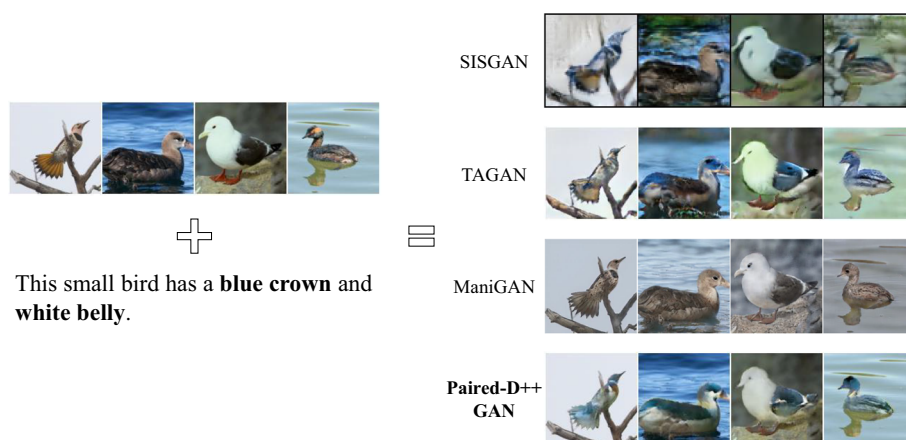 SISGAN
TAGAN
This small bird has a blue crown and
white belly.
ManiGAN
Paired-D++
GAN